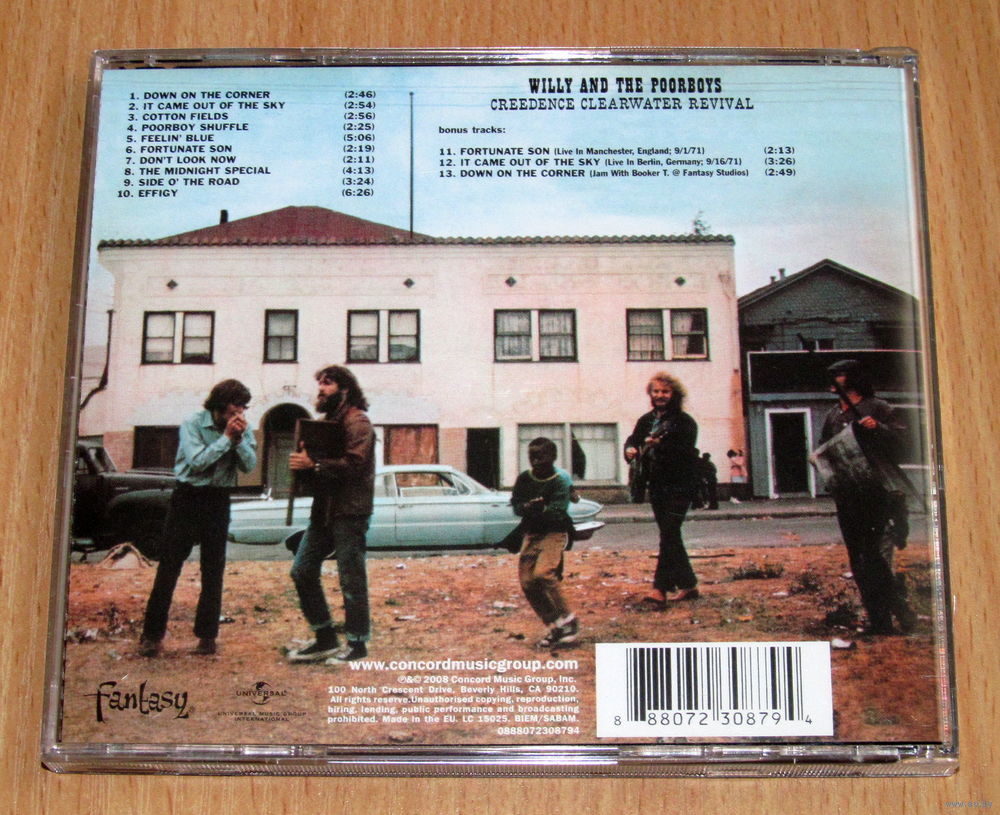 WILLY AND THE POORBOYS
CREEDENCE CLEARWATER REVIVAL
1. DOWN ON THE CORNER (2:46)
2. IT CAME OUT OF THE SKY (2:54)
3. COTTON FIELDS (2:56)
4. POORBOY SHUFFLE (2:25)
5. FEELIN' BLUE (5:06)
6. FORTUNATE SON (2:19)
7. DON'T LOOK NOW (2:11)
8. THE MIDNIGHT SPECIAL (4:13)
9. SIDE O' THE ROAD (3:24)
10. EFFIGY (6:26)
bonus tracks:
11. FORTUNATE SON (Live In Manchester, England; 9/1/71) (2:13)
12. IT CAME OUT OF THE SKY (Live In Berlin, Germany; 9/16/71) (3:26)
13. DOWN ON THE CORNER (Jam With Booker T. @ Fantasy Studios) (2:49)
Fantasy
UNIVERSAL
UNIVERSAL MUSIC GROUP
INTERNATIONAL
www.concordmusicgroup.com
℗&© 2008 Concord Music Group, Inc.
100 North Crescent Drive, Beverly Hills, CA 90210.
All rights reserve.Unauthorised copying, reproduction,
hiring, lending, public performance and broadcasting
prohibited. Made in the EU. LC 15025. BIEM/SABAM.
0888072308794
8 88072 30879 4